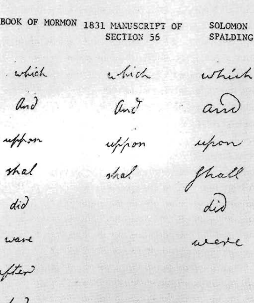 BOOK OF MORMON 1831 MANUSCRIPT OF SECTION 56 SOLOMON SPALDING
which which which
And And and
uppon uppon upon
shal shal shall
did did
ware were
after